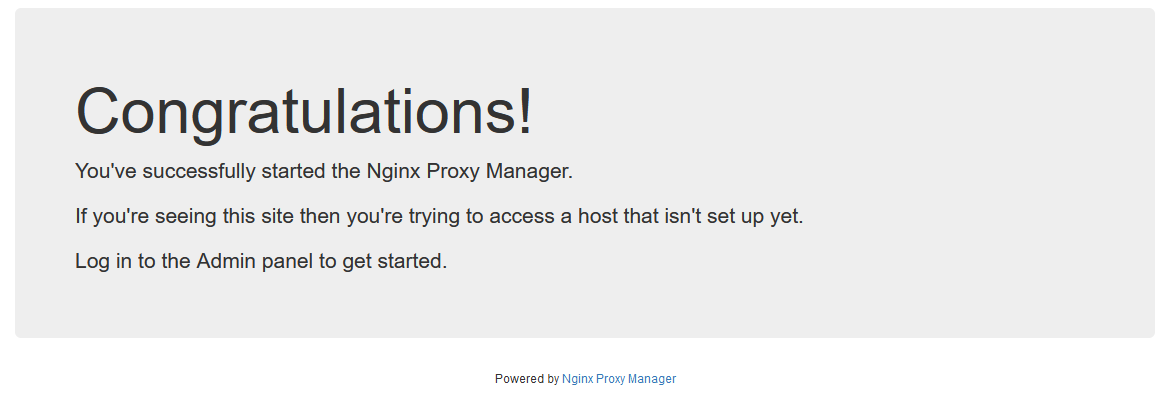 Congratulations!
You've successfully started the Nginx Proxy Manager.
If you're seeing this site then you're trying to access a host that isn't set up yet.
Log in to the Admin panel to get started.
Powered by Nginx Proxy Manager